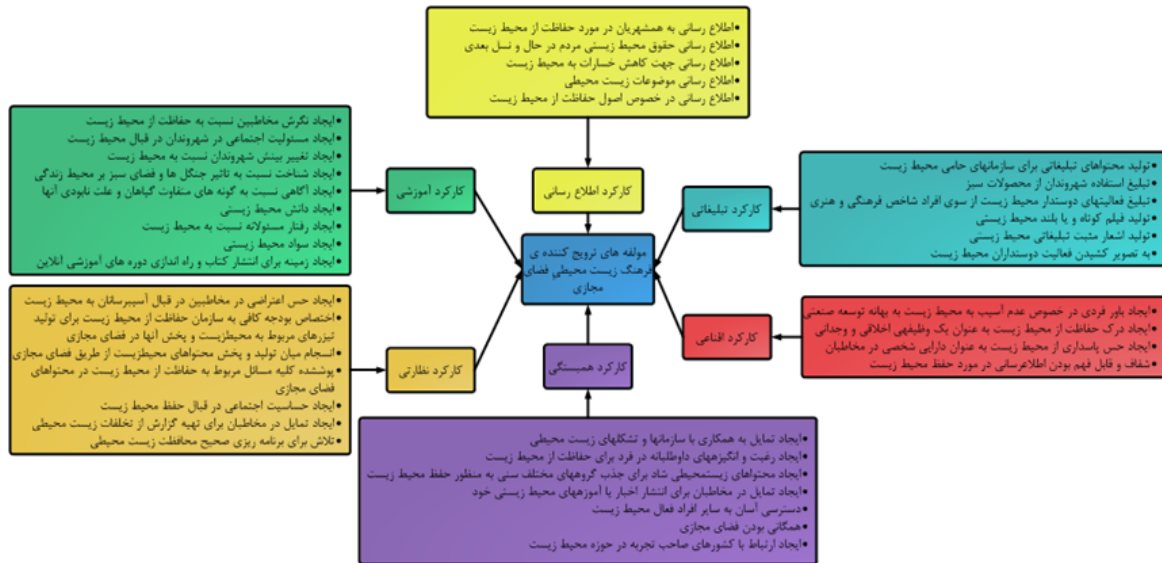 •اطلاع رسانی به همشهریان در مورد حفاظت از محیط زیست
•اطلاع رسانی حقوق محیط زیستی مردم در حال و نسل بعدی
•اطلاع رسانی جهت کاهش خسارات به محیط زیست
•اطلاع رسانی موضوعات زیست محیطی
•اطلاع رسانی در خصوص اصول حفاظت از محیط زیست
کارکرد اطلاع رسانی
•تولید محتواهای تبلیغاتی برای سازمانهای حامی محیط زیست
•تبلیغ استفاده شهروندان از محصولات سبز
•تبلیغ فعالیتهای دوستدار محیط زیست از سوی افراد شاخص فرهنگی و هنری
•تولید فیلم کوتاه و یا بلند محیط زیستی
•تولید اشعار مثبت تبلیغاتی محیط زیستی
•به تصویر کشیدن فعالیت دوستداران محیط زیست
کارکرد تبلیغاتی
•ایجاد نگرش مخاطبین نسبت به حفاظت از محیط زیست
•ایجاد مسئولیت اجتماعی در شهروندان در قبال محیط زیست
•ایجاد تغییر بینش شهروندان نسبت به محیط زیست
•ایجاد شناخت نسبت به تاثیر جنگل ها و فضای سبز بر محیط زندگی
•ایجاد آگاهی نسبت به گونه های متفاوت گیاهان و علت نابودی آنها
•ایجاد دانش محیط زیستی
•ایجاد رفتار مسئولانه نسبت به محیط زیست
•ایجاد سواد محیط زیستی
•ایجاد زمینه برای انتشار کتاب و راه اندازی دوره های آموزشی آنلاین
کارکرد آموزشی
مولفه های ترویج کننده ی
فرهنگ زیست محیطی فضای
مجازی
•ایجاد باور فردی در خصوص عدم آسیب به محیط زیست به بهانه توسعه صنعتی
•ایجاد درک حفاظت از محیط زیست به عنوان یک وظیفهی اخلاقی و وجدانی
•ایجاد حس پاسداری از محیط زیست به عنوان دارایی شخصی در مخاطبان
•شفاف و قابل فهم بودن اطلاعرسانی در مورد حفظ محیط زیست
کارکرد اقناعی
•ایجاد حس اعتراضی در مخاطبین در قبال آسیبرسانان به محیط زیست
•اختصاص بودجه کافی به سازمان حفاظت از محیط زیست برای تولید
تیزرهای مربوط به محیطزیست و پخش آنها در فضای مجازی
•انسجام میان تولید و پخش محتواهای محیطزیست از طریق فضای مجازی
•پوششده کلیه مسائل مربوط به حفاظت از محیط زیست در محتواهای
فضای مجازی
•ایجاد حساسیت اجتماعی در قبال حفظ محیط زیست
•ایجاد تمایل در مخاطبان برای تهیه گزارش از تخلفات زیست محیطی
•تلاش برای برنامه ریزی صحیح محافظت زیست محیطی
کارکرد نظارتی
کارکرد همبستگی
•ایجاد تمایل به همکاری با سازمانها و تشکلهای زیست محیطی
•ایجاد رغبت و انگیزههای داوطلبانه در فرد برای حفاظت از محیط زیست
•ایجاد محتواهای زیستمحیطی شاد برای جذب گروههای مختلف سنی به منظور حفظ محیط زیست
•ایجاد تمایل در مخاطبان برای انتشار اخبار یا آموزههای محیط زیستی خود
•دسترسی آسان به سایر افراد فعال محیط زیست
•همگانی بودن فضای مجازی
•ایجاد ارتباط با کشورهای صاحب تجربه در حوزه محیط زیست